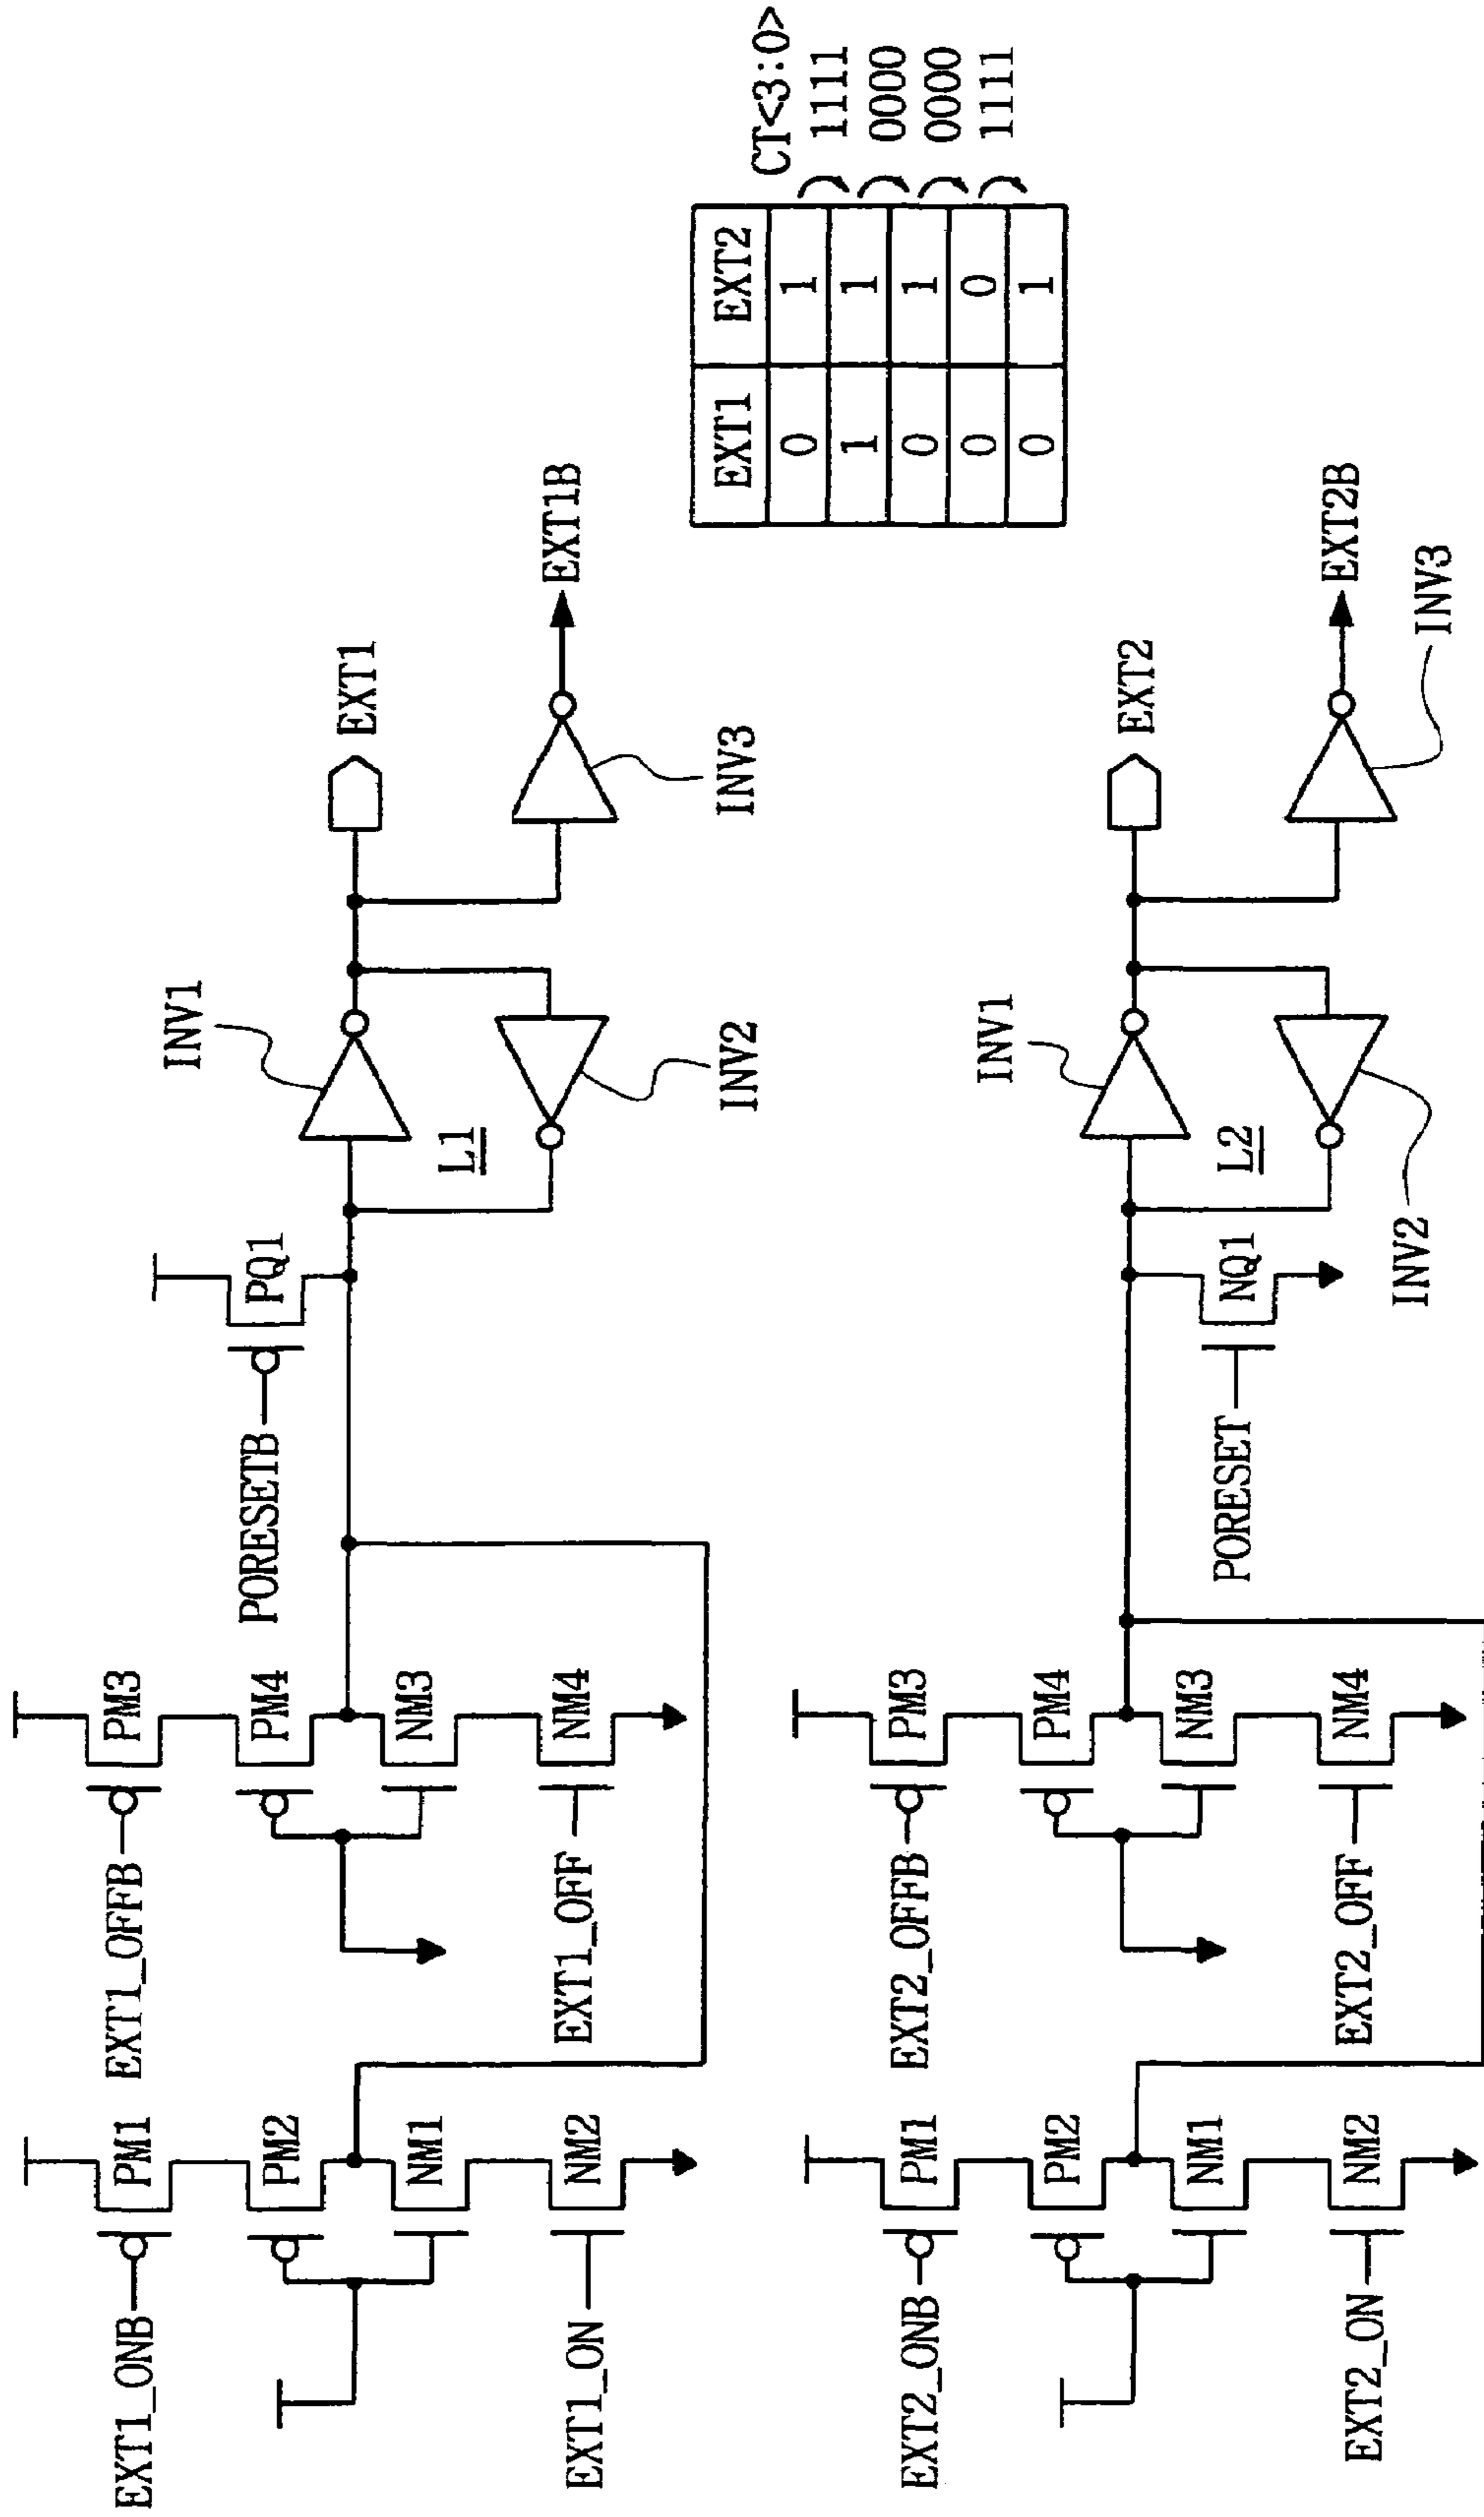 EXT1_ONB
PM1
PM2
NM1
NM2
EXT1_ON
EXT1_OFFB
PM3
PM4
NM3
NM4
EXT1_OFF
PORESETB
PQ1
INV1
L1
INV2
EXT1
INV3
EXT1B
EXT2_ONB
PM1
PM2
NM1
NM2
EXT2_ON
EXT2_OFFB
PM3
PM4
NM3
NM4
EXT2_OFF
PORESET
NQ1
INV1
L2
INV2
EXT2
INV3
EXT2B
EXT1 EXT2 CT<3:0>
0 1
1111
1 1
0000
0 1
0000
0 0
1111
0 1